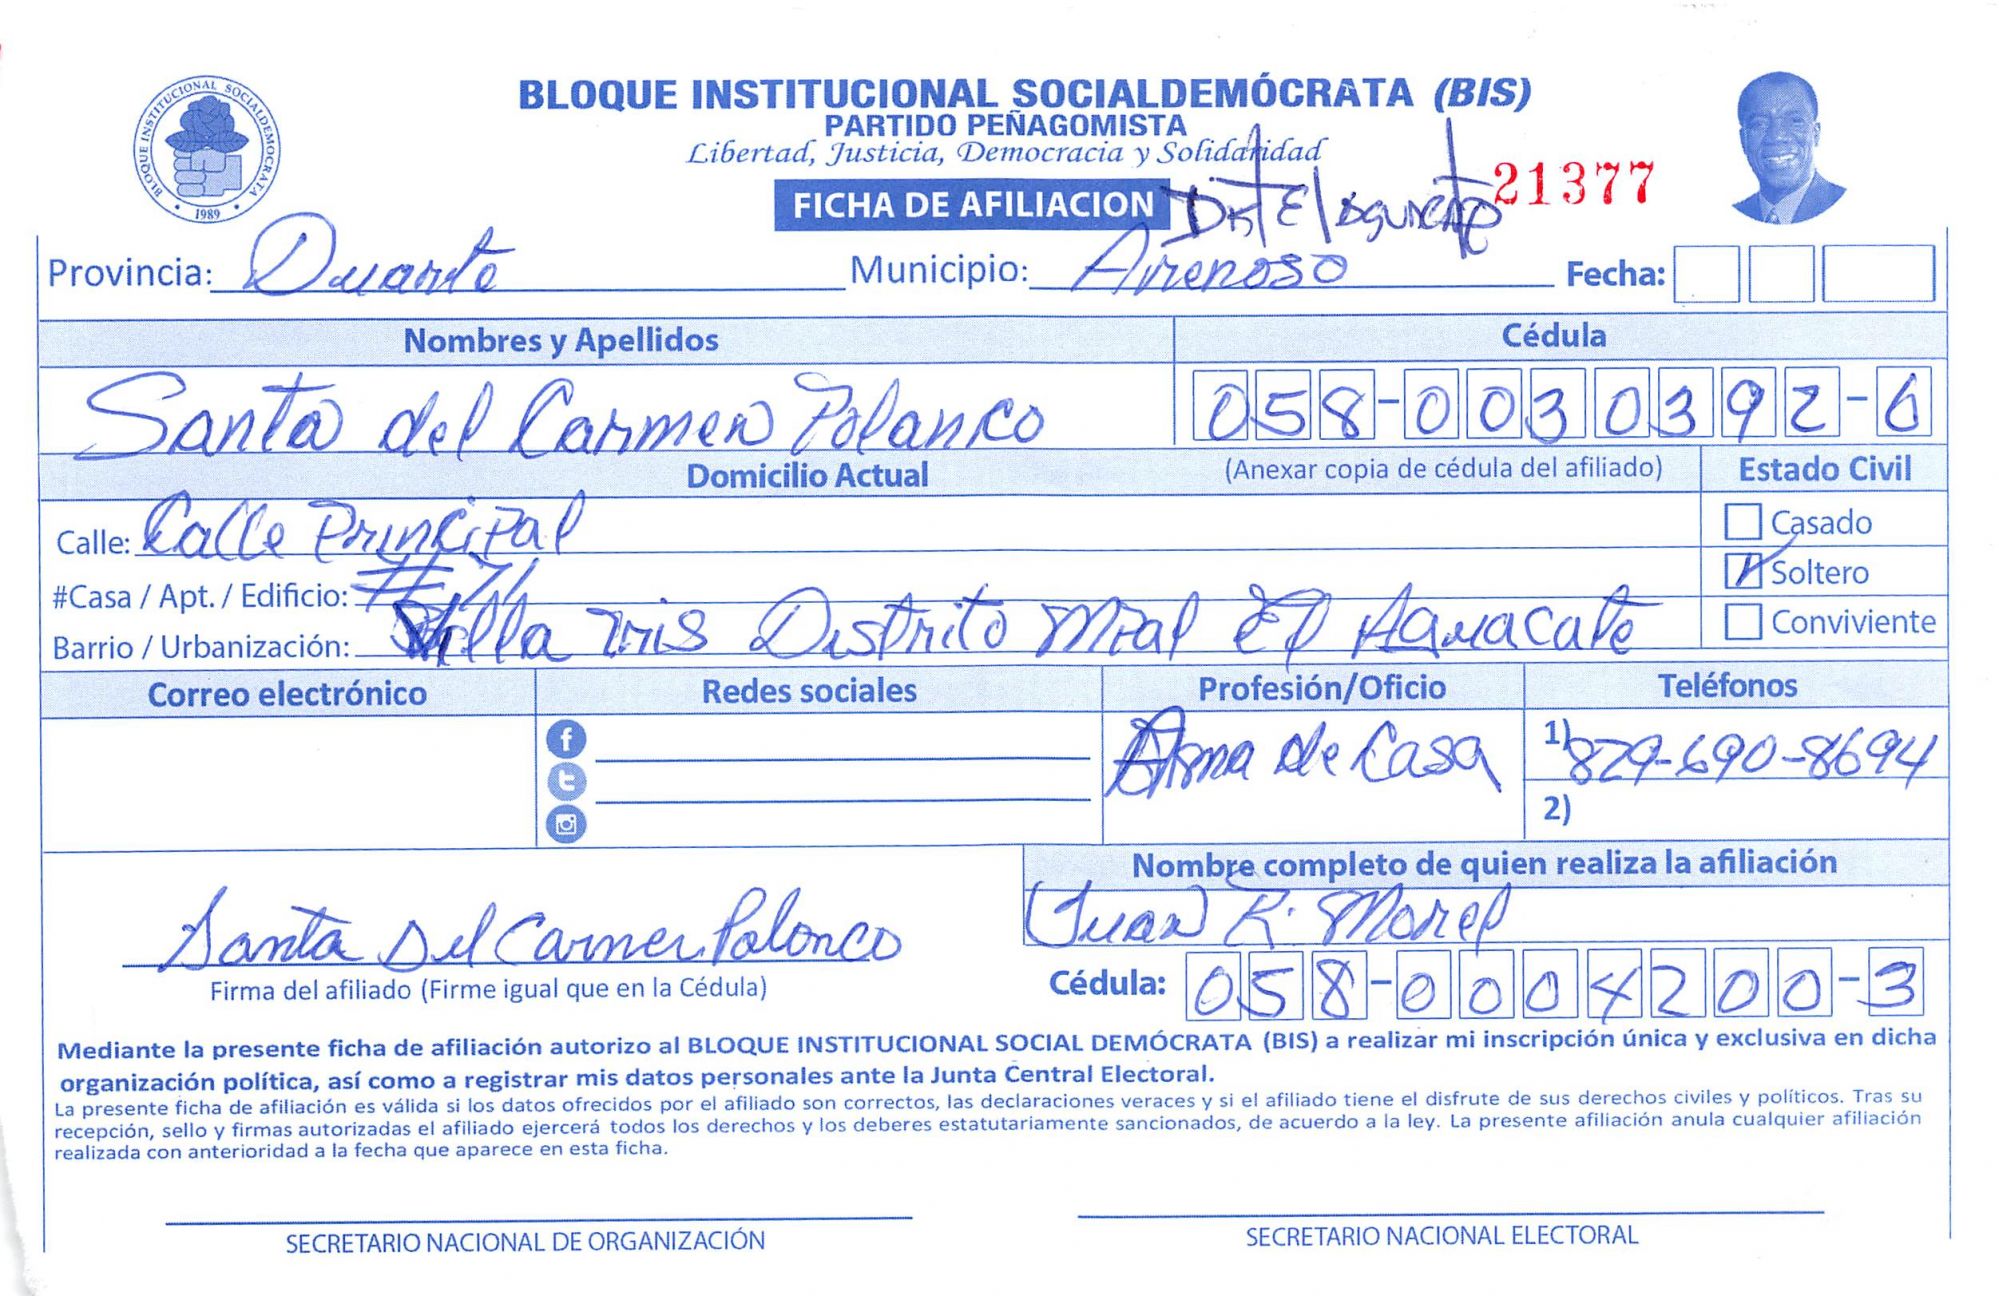 BLOQUE INSTITUCIONAL SOCIALDEMÓCRATA (BIS)
PARTIDO PEÑAGOMISTA
Libertad, Justicia, Democracia y Solidaridad
BLOQUE INSTITUCIONAL SOCIALDEMOCRATA
• 1989 •
FICHA DE AFILIACION Dist El Aguacate 21377
Provincia: Duarte Municipio: Arenoso Fecha:
Nombres y Apellidos Cédula
Santa del Carmen Polanco 058-0030392-6
Domicilio Actual (Anexar copia de cédula del afiliado) Estado Civil
Calle: Calle Principal Casado
#Casa / Apt. / Edificio: Soltero
Barrio / Urbanización: Villa Iris Distrito Mpal El Aguacate Conviviente
Correo electrónico Redes sociales Profesión/Oficio Teléfonos
Ama de Casa 1) 829-690-8694
2)
Nombre completo de quien realiza la afiliación
Juan R. Morel
Santa Del Carmen Polanco
Firma del afiliado (Firme igual que en la Cédula) Cédula: 058-0004200-3
Mediante la presente ficha de afiliación autorizo al BLOQUE INSTITUCIONAL SOCIAL DEMÓCRATA (BIS) a realizar mi inscripción única y exclusiva en dicha
organización política, así como a registrar mis datos personales ante la Junta Central Electoral.
La presente ficha de afiliación es válida si los datos ofrecidos por el afiliado son correctos, las declaraciones veraces y si el afiliado tiene el disfrute de sus derechos civiles y políticos. Tras su
recepción, sello y firmas autorizadas el afiliado ejercerá todos los derechos y los deberes estatutariamente sancionados, de acuerdo a la ley. La presente afiliación anula cualquier afiliación
realizada con anterioridad a la fecha que aparece en esta ficha.
SECRETARIO NACIONAL DE ORGANIZACIÓN SECRETARIO NACIONAL ELECTORAL